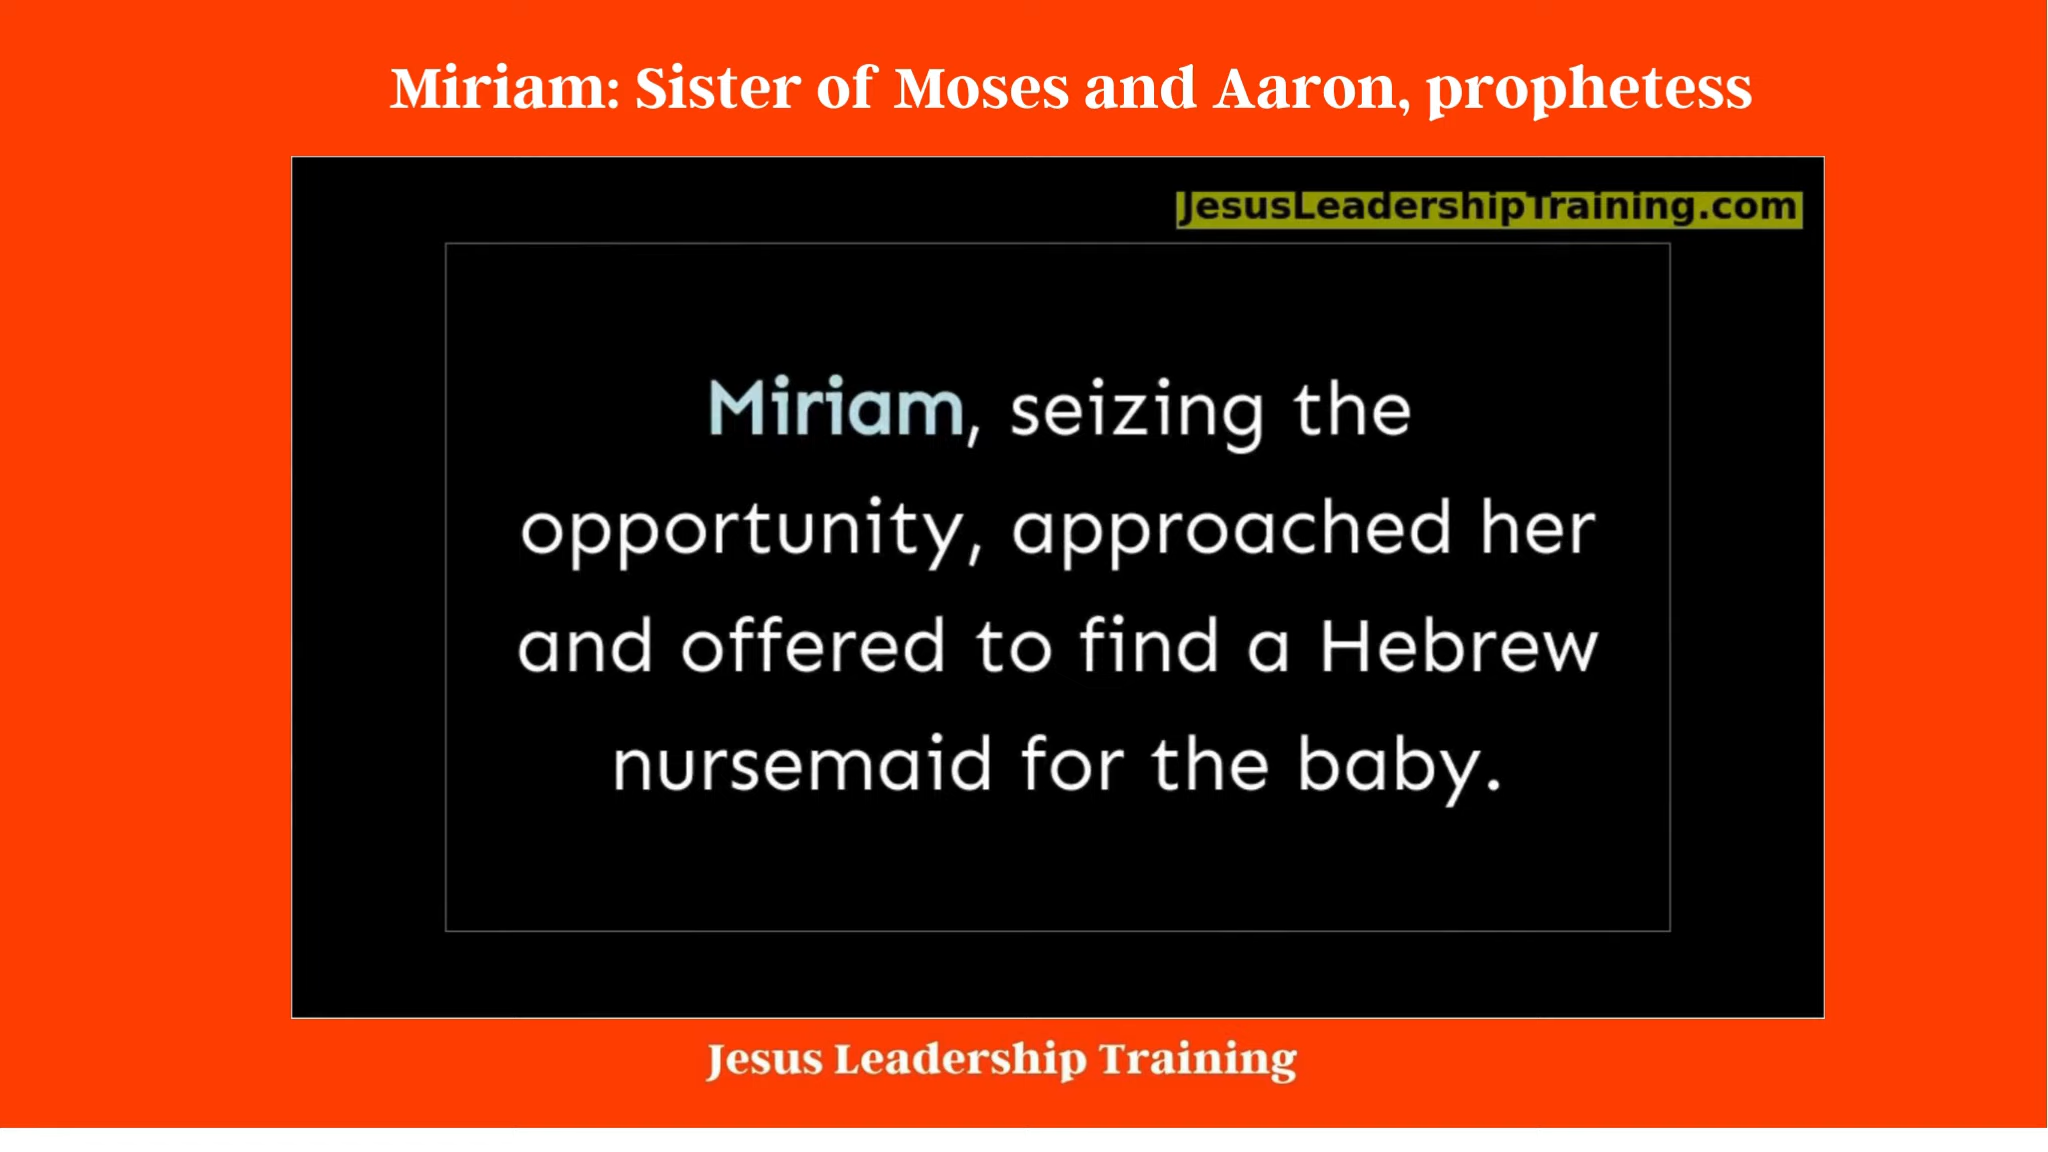 Miriam: Sister of Moses and Aaron, prophetess
JesusLeadershipTraining.com
Miriam, seizing the
opportunity, approached her
and offered to find a Hebrew
nursemaid for the baby.
Jesus Leadership Training